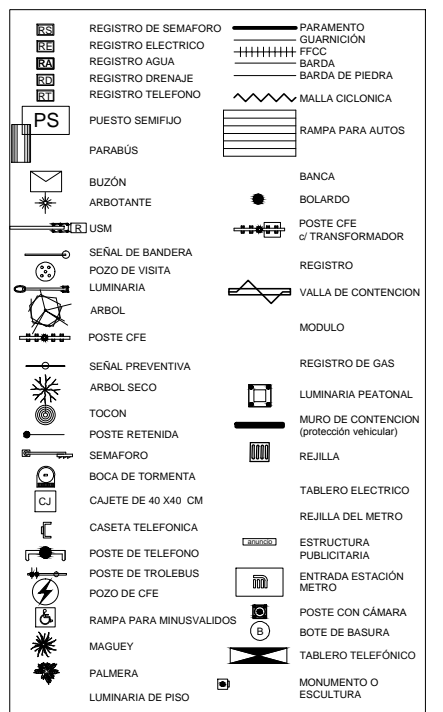 RS REGISTRO DE SEMAFORO
RE REGISTRO ELECTRICO
RA REGISTRO AGUA
RD REGISTRO DRENAJE
RT REGISTRO TELEFONO
PS PUESTO SEMIFIJO
PARABÚS
BUZÓN
ARBOTANTE
R USM
SEÑAL DE BANDERA
POZO DE VISITA
LUMINARIA
ARBOL
POSTE CFE
SEÑAL PREVENTIVA
ARBOL SECO
TOCON
POSTE RETENIDA
SEMAFORO
BOCA DE TORMENTA
CJ CAJETE DE 40 X40 CM
CASETA TELEFONICA
POSTE DE TELEFONO
POSTE DE TROLEBUS
POZO DE CFE
RAMPA PARA MINUSVALIDOS
MAGUEY
PALMERA
LUMINARIA DE PISO
PARAMENTO
GUARNICIÓN
FFCC
BARDA
BARDA DE PIEDRA
MALLA CICLONICA
RAMPA PARA AUTOS
BANCA
BOLARDO
POSTE CFE
c/ TRANSFORMADOR
REGISTRO
VALLA DE CONTENCION
MODULO
REGISTRO DE GAS
LUMINARIA PEATONAL
MURO DE CONTENCION
(protección vehicular)
REJILLA
TABLERO ELECTRICO
REJILLA DEL METRO
anuncio ESTRUCTURA
PUBLICITARIA
ENTRADA ESTACIÓN
METRO
POSTE CON CÁMARA
B BOTE DE BASURA
TABLERO TELEFÓNICO
MONUMENTO O
ESCULTURA